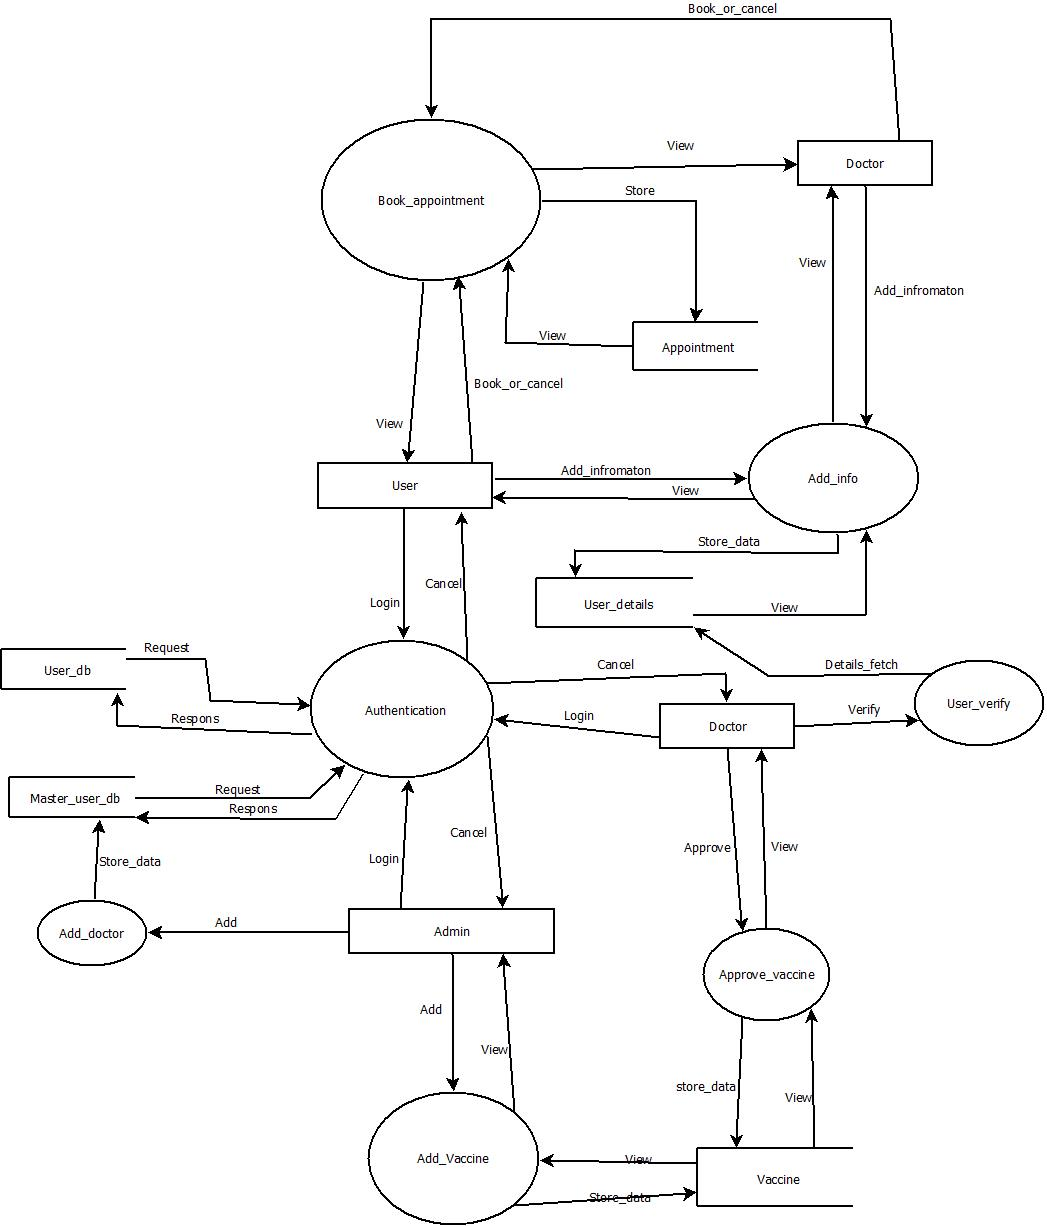 Book_or_cancel
View
Doctor
Book_appointment
Store
View
Add_infromaton
View
Appointment
Book_or_cancel
View
Add_infromaton
Add_info
User
View
Store_data
Cancel
Login
User_details
View
Request
Cancel
Details_fetch
User_db
Authentication
Login
Verify
User_verify
Respons
Doctor
Request
Master_user_db
Respons
Cancel
Approve
View
Login
Store_data
Add
Add_doctor
Admin
Approve_vaccine
Add
View
store_data
View
Add_Vaccine
View
Vaccine
Store_data